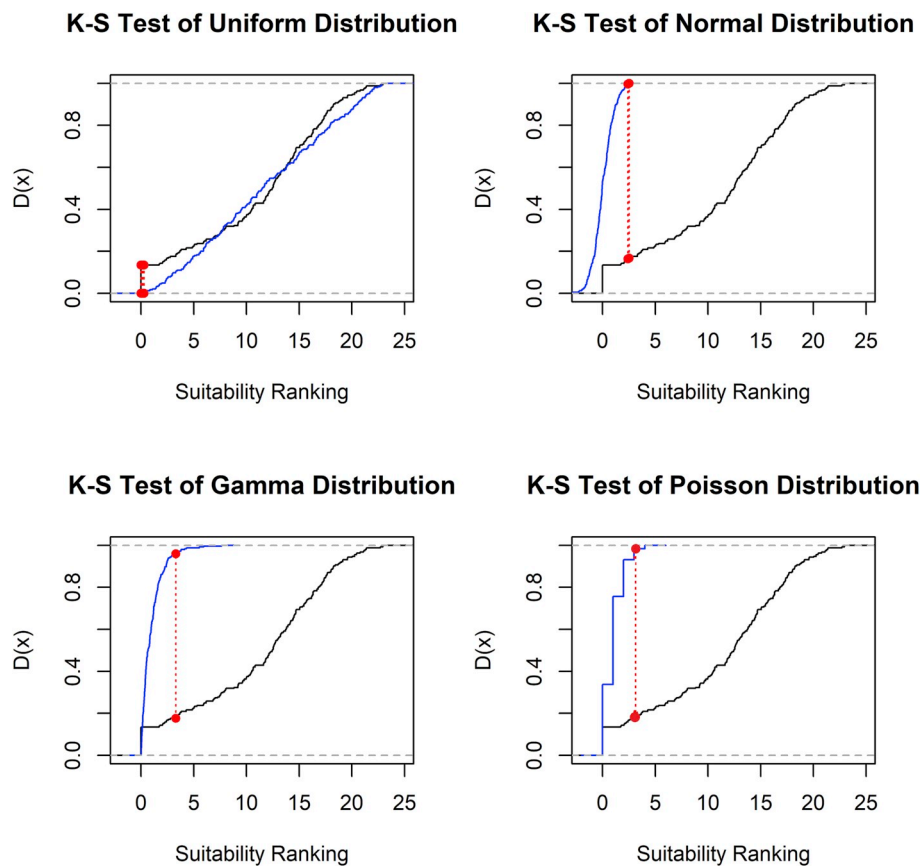 K-S Test of Uniform Distribution
D(x)
0.8
0.4
0.0
0 5 10 15 20 25
Suitability Ranking
K-S Test of Normal Distribution
D(x)
0.8
0.4
0.0
0 5 10 15 20 25
Suitability Ranking
K-S Test of Gamma Distribution
D(x)
0.8
0.4
0.0
0 5 10 15 20 25
Suitability Ranking
K-S Test of Poisson Distribution
D(x)
0.8
0.4
0.0
0 5 10 15 20 25
Suitability Ranking